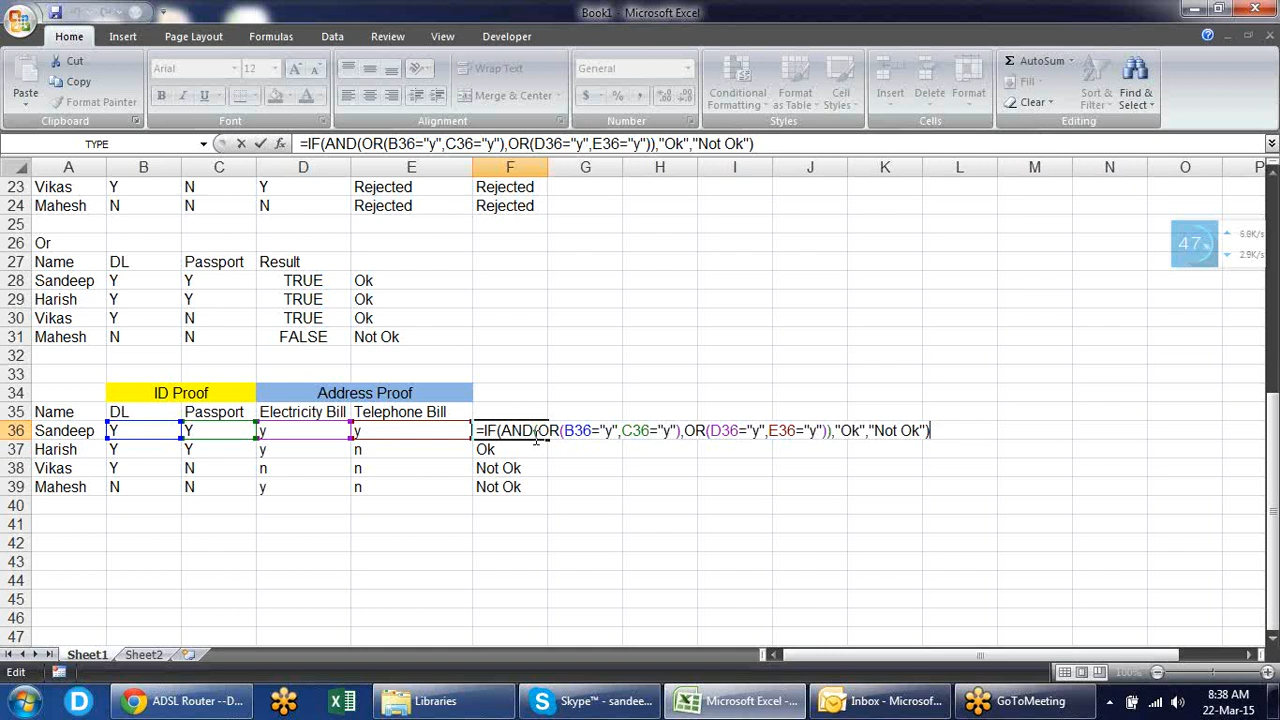 Book1 - Microsoft Excel
Home Insert Page Layout Formulas Data Review View Developer
Paste Cut Copy Format Painter Clipboard
Arial 12 B I U Font
Wrap Text Merge & Center Alignment
General $ % , Number
Conditional Formatting Format as Table Cell Styles Styles
Insert Delete Format Cells
Σ AutoSum Fill Clear Sort & Filter Find & Select Editing
TYPE fx =IF(AND(OR(B36="y",C36="y"),OR(D36="y",E36="y")),"Ok","Not Ok")
A B C D E F G H I J K L M N O P
23 Vikas Y N Y Rejected Rejected
24 Mahesh N N N Rejected Rejected
25
26 Or
27 Name DL Passport Result
28 Sandeep Y Y TRUE Ok
29 Harish Y Y TRUE Ok
30 Vikas Y N TRUE Ok
31 Mahesh N N FALSE Not Ok
32
33
34 ID Proof Address Proof
35 Name DL Passport Electricity Bill Telephone Bill
36 Sandeep Y Y y y =IF(AND(OR(B36="y",C36="y"),OR(D36="y",E36="y")),"Ok","Not Ok")
37 Harish Y Y y n Ok
38 Vikas Y N n n Not Ok
39 Mahesh N N y n Not Ok
40
41
42
43
44
45
46
47
47% 6.8K/s
2.9K/s
Sheet1 Sheet2
Edit 100%
D ADSL Router --D... Libraries Skype™ - sandee... Microsoft Excel -... Inbox - Microsof... GoToMeeting 8:38 AM
22-Mar-15